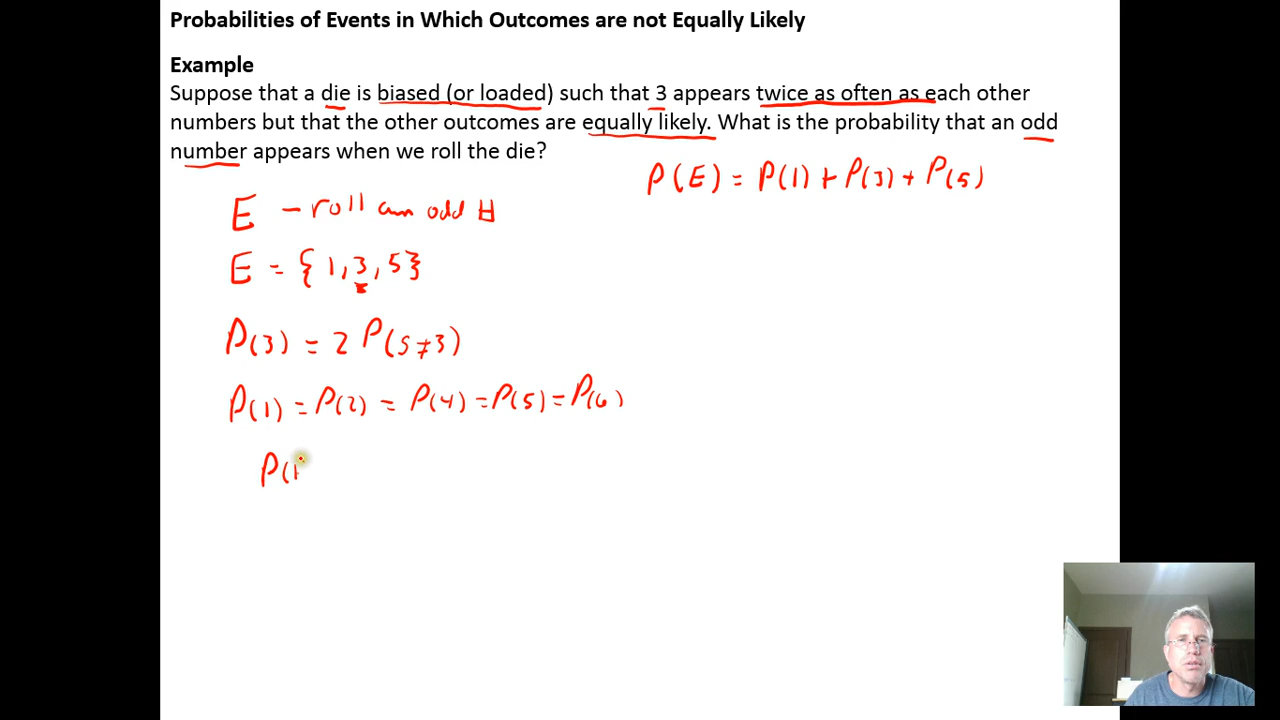 Probabilities of Events in Which Outcomes are not Equally Likely
Example
Suppose that a die is biased (or loaded) such that 3 appears twice as often as each other
numbers but that the other outcomes are equally likely. What is the probability that an odd
number appears when we roll the die?
P(E) = P(1) + P(3) + P(5)
E - roll an odd #
E = {1, 3, 5}
P(3) = 2 P(s≠3)
P(1) = P(2) = P(4) = P(5) = P(6)
P(1